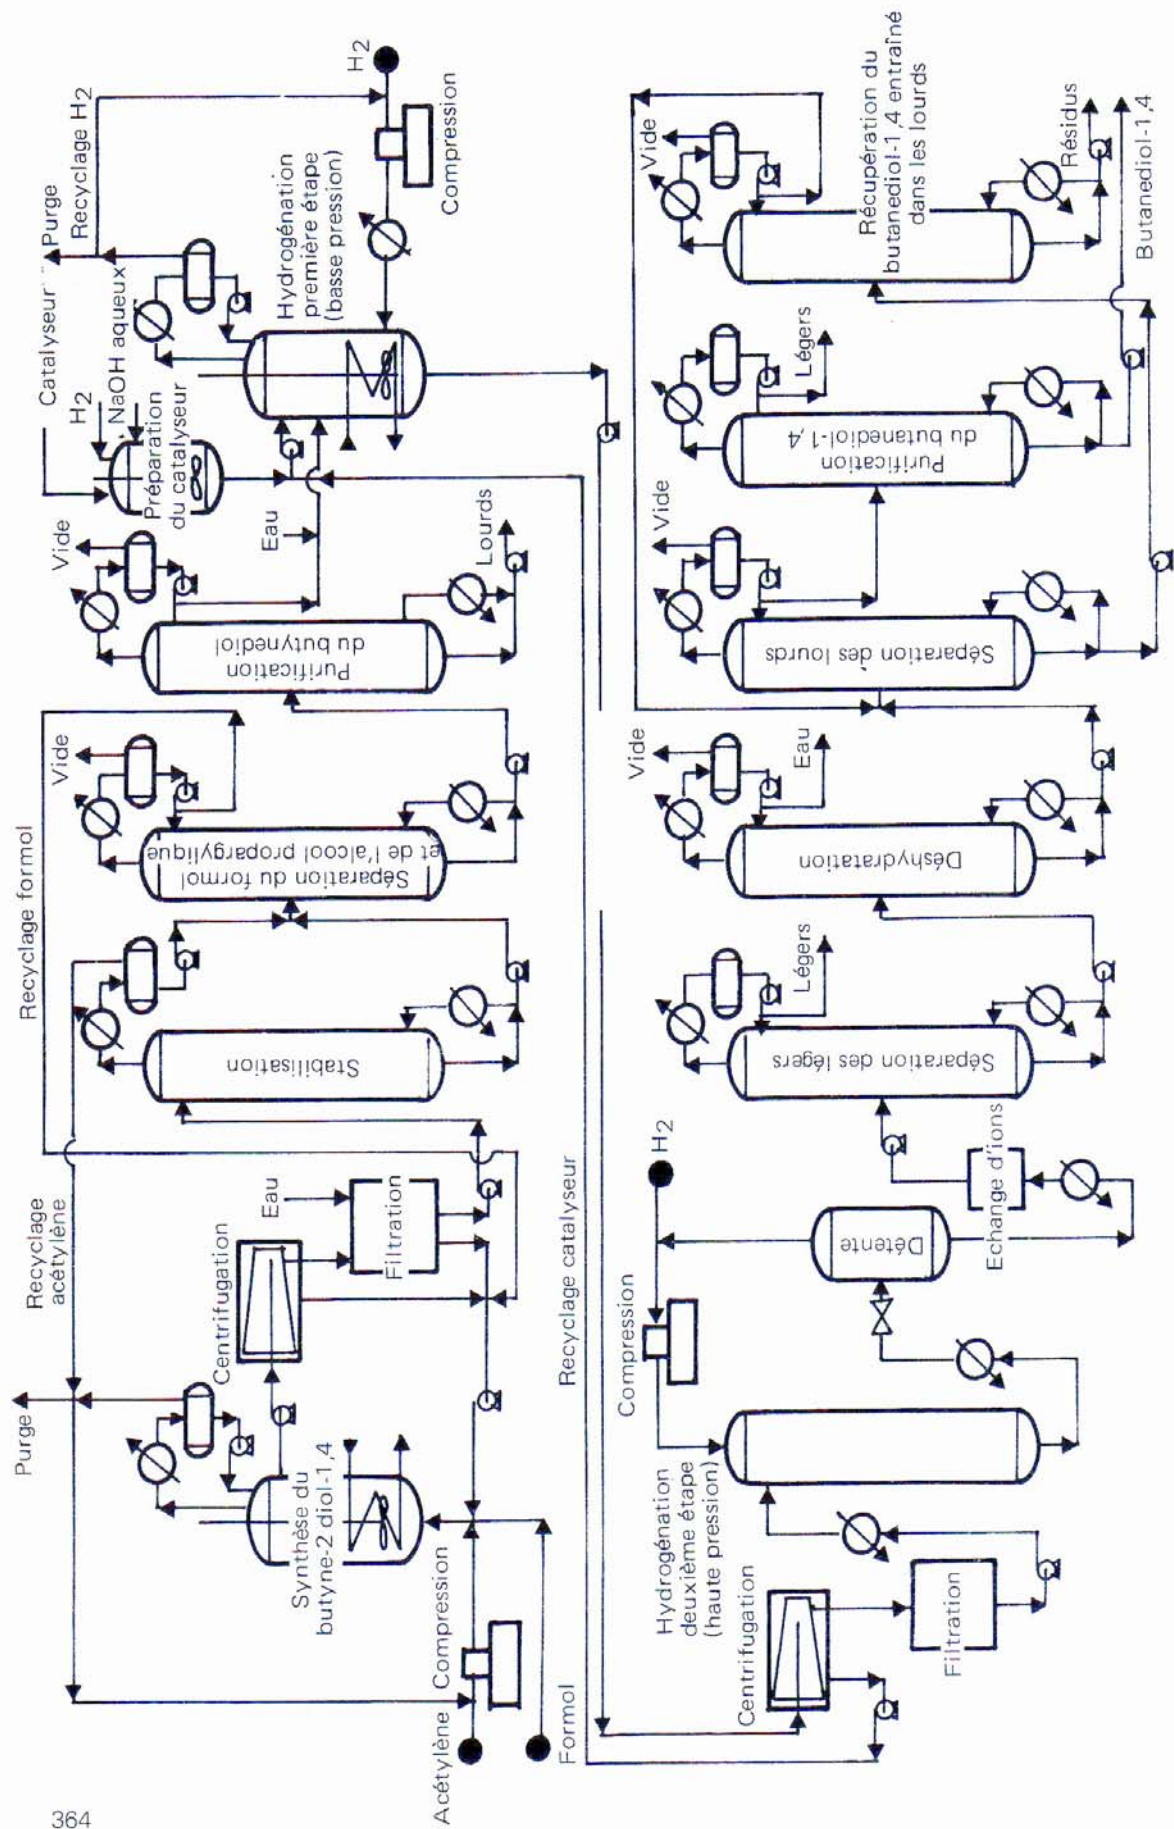 364
Purge
Recyclage
acétylène
Recyclage formol
Synthèse du
butyne-2 diol-1,4
Centrifugation
Eau
Filtration
Acétylène
Compression
Formol
Stabilisation
Séparation du formol
et de l'alcool propargylique
Vide
Purification
du butynediol
Vide
Lourds
Eau
Catalyseur
H2
NaOH aqueux
Préparation
du catalyseur
Purge
Recyclage H2
Hydrogénation
première étape
(basse pression)
H2
Compression
Recyclage catalyseur
Centrifugation
Filtration
Hydrogénation
deuxième étape
(haute pression)
Compression
H2
Détente
Echange d'ions
Séparation des légers
Légers
Déshydratation
Vide
Eau
Séparation des lourds
Vide
Purification
du butanediol-1,4
Légers
Vide
Récupération du
butanediol-1,4 entraîné
dans les lourds
Résidus
Butanediol-1,4